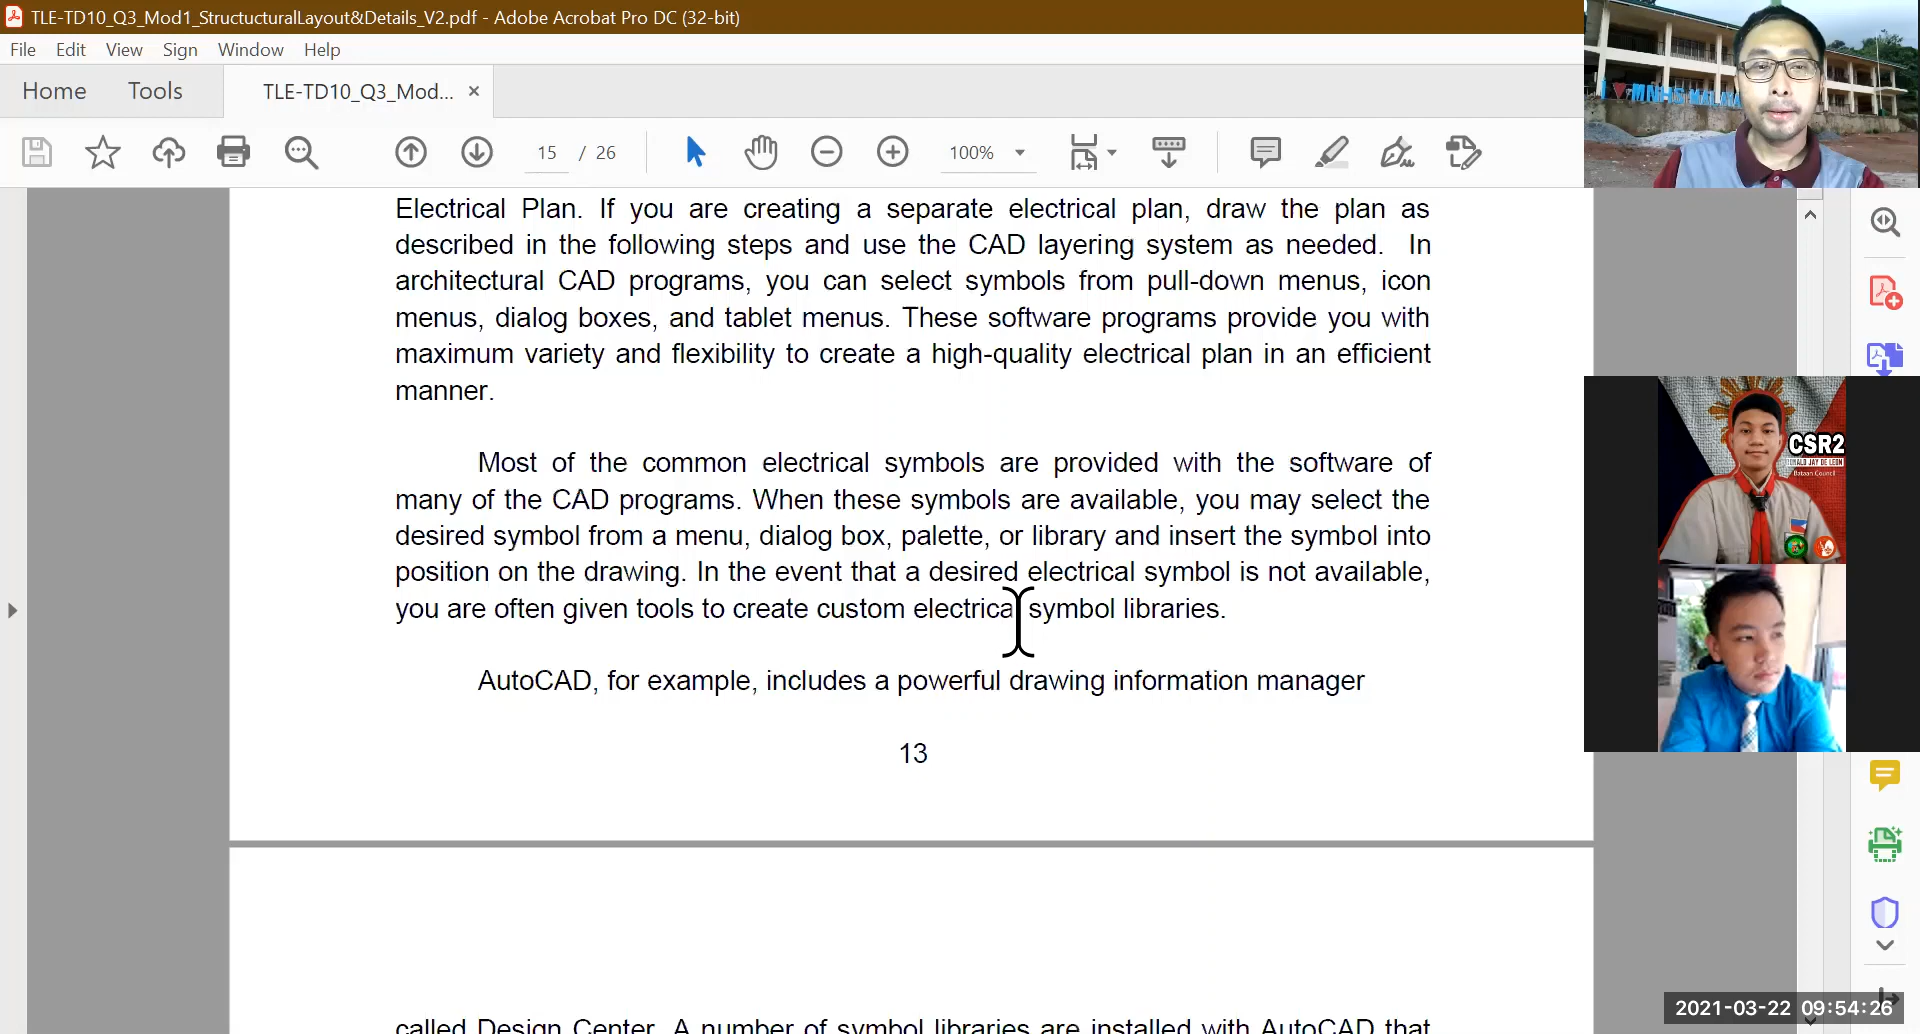 TLE-TD10_Q3_Mod1_StructucturalLayout&Details_V2.pdf - Adobe Acrobat Pro DC (32-bit)
File Edit View Sign Window Help
Home Tools TLE-TD10_Q3_Mod... ×
15 / 26 100%
Electrical Plan. If you are creating a separate electrical plan, draw the plan as
described in the following steps and use the CAD layering system as needed. In
architectural CAD programs, you can select symbols from pull-down menus, icon
menus, dialog boxes, and tablet menus. These software programs provide you with
maximum variety and flexibility to create a high-quality electrical plan in an efficient
manner.
Most of the common electrical symbols are provided with the software of
many of the CAD programs. When these symbols are available, you may select the
desired symbol from a menu, dialog box, palette, or library and insert the symbol into
position on the drawing. In the event that a desired electrical symbol is not available,
you are often given tools to create custom electrical symbol libraries.
AutoCAD, for example, includes a powerful drawing information manager
13
called Design Center. A number of symbol libraries are installed with AutoCAD that
CSR2
Bataan Council
2021-03-22 09:54:26